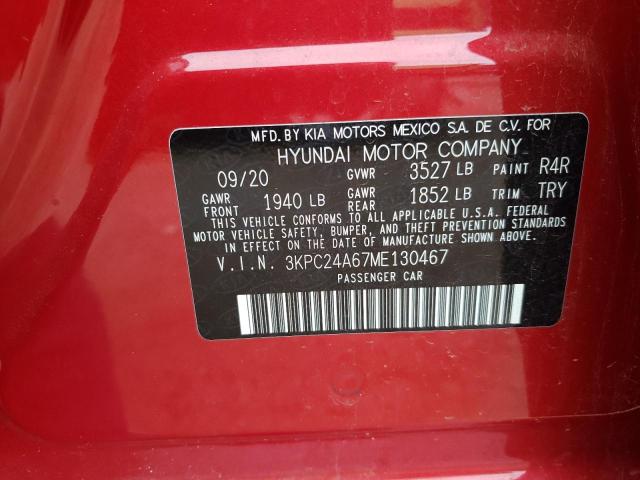 MFD. BY KIA MOTORS MEXICO S.A. DE C.V. FOR
HYUNDAI MOTOR COMPANY
09/20 GVWR 3527 LB PAINT R4R
GAWR FRONT 1940 LB GAWR REAR 1852 LB TRIM TRY
THIS VEHICLE CONFORMS TO ALL APPLICABLE U.S.A. FEDERAL
MOTOR VEHICLE SAFETY, BUMPER, AND THEFT PREVENTION STANDARDS
IN EFFECT ON THE DATE OF MANUFACTURE SHOWN ABOVE.
V.I.N. 3KPC24A67ME130467
PASSENGER CAR